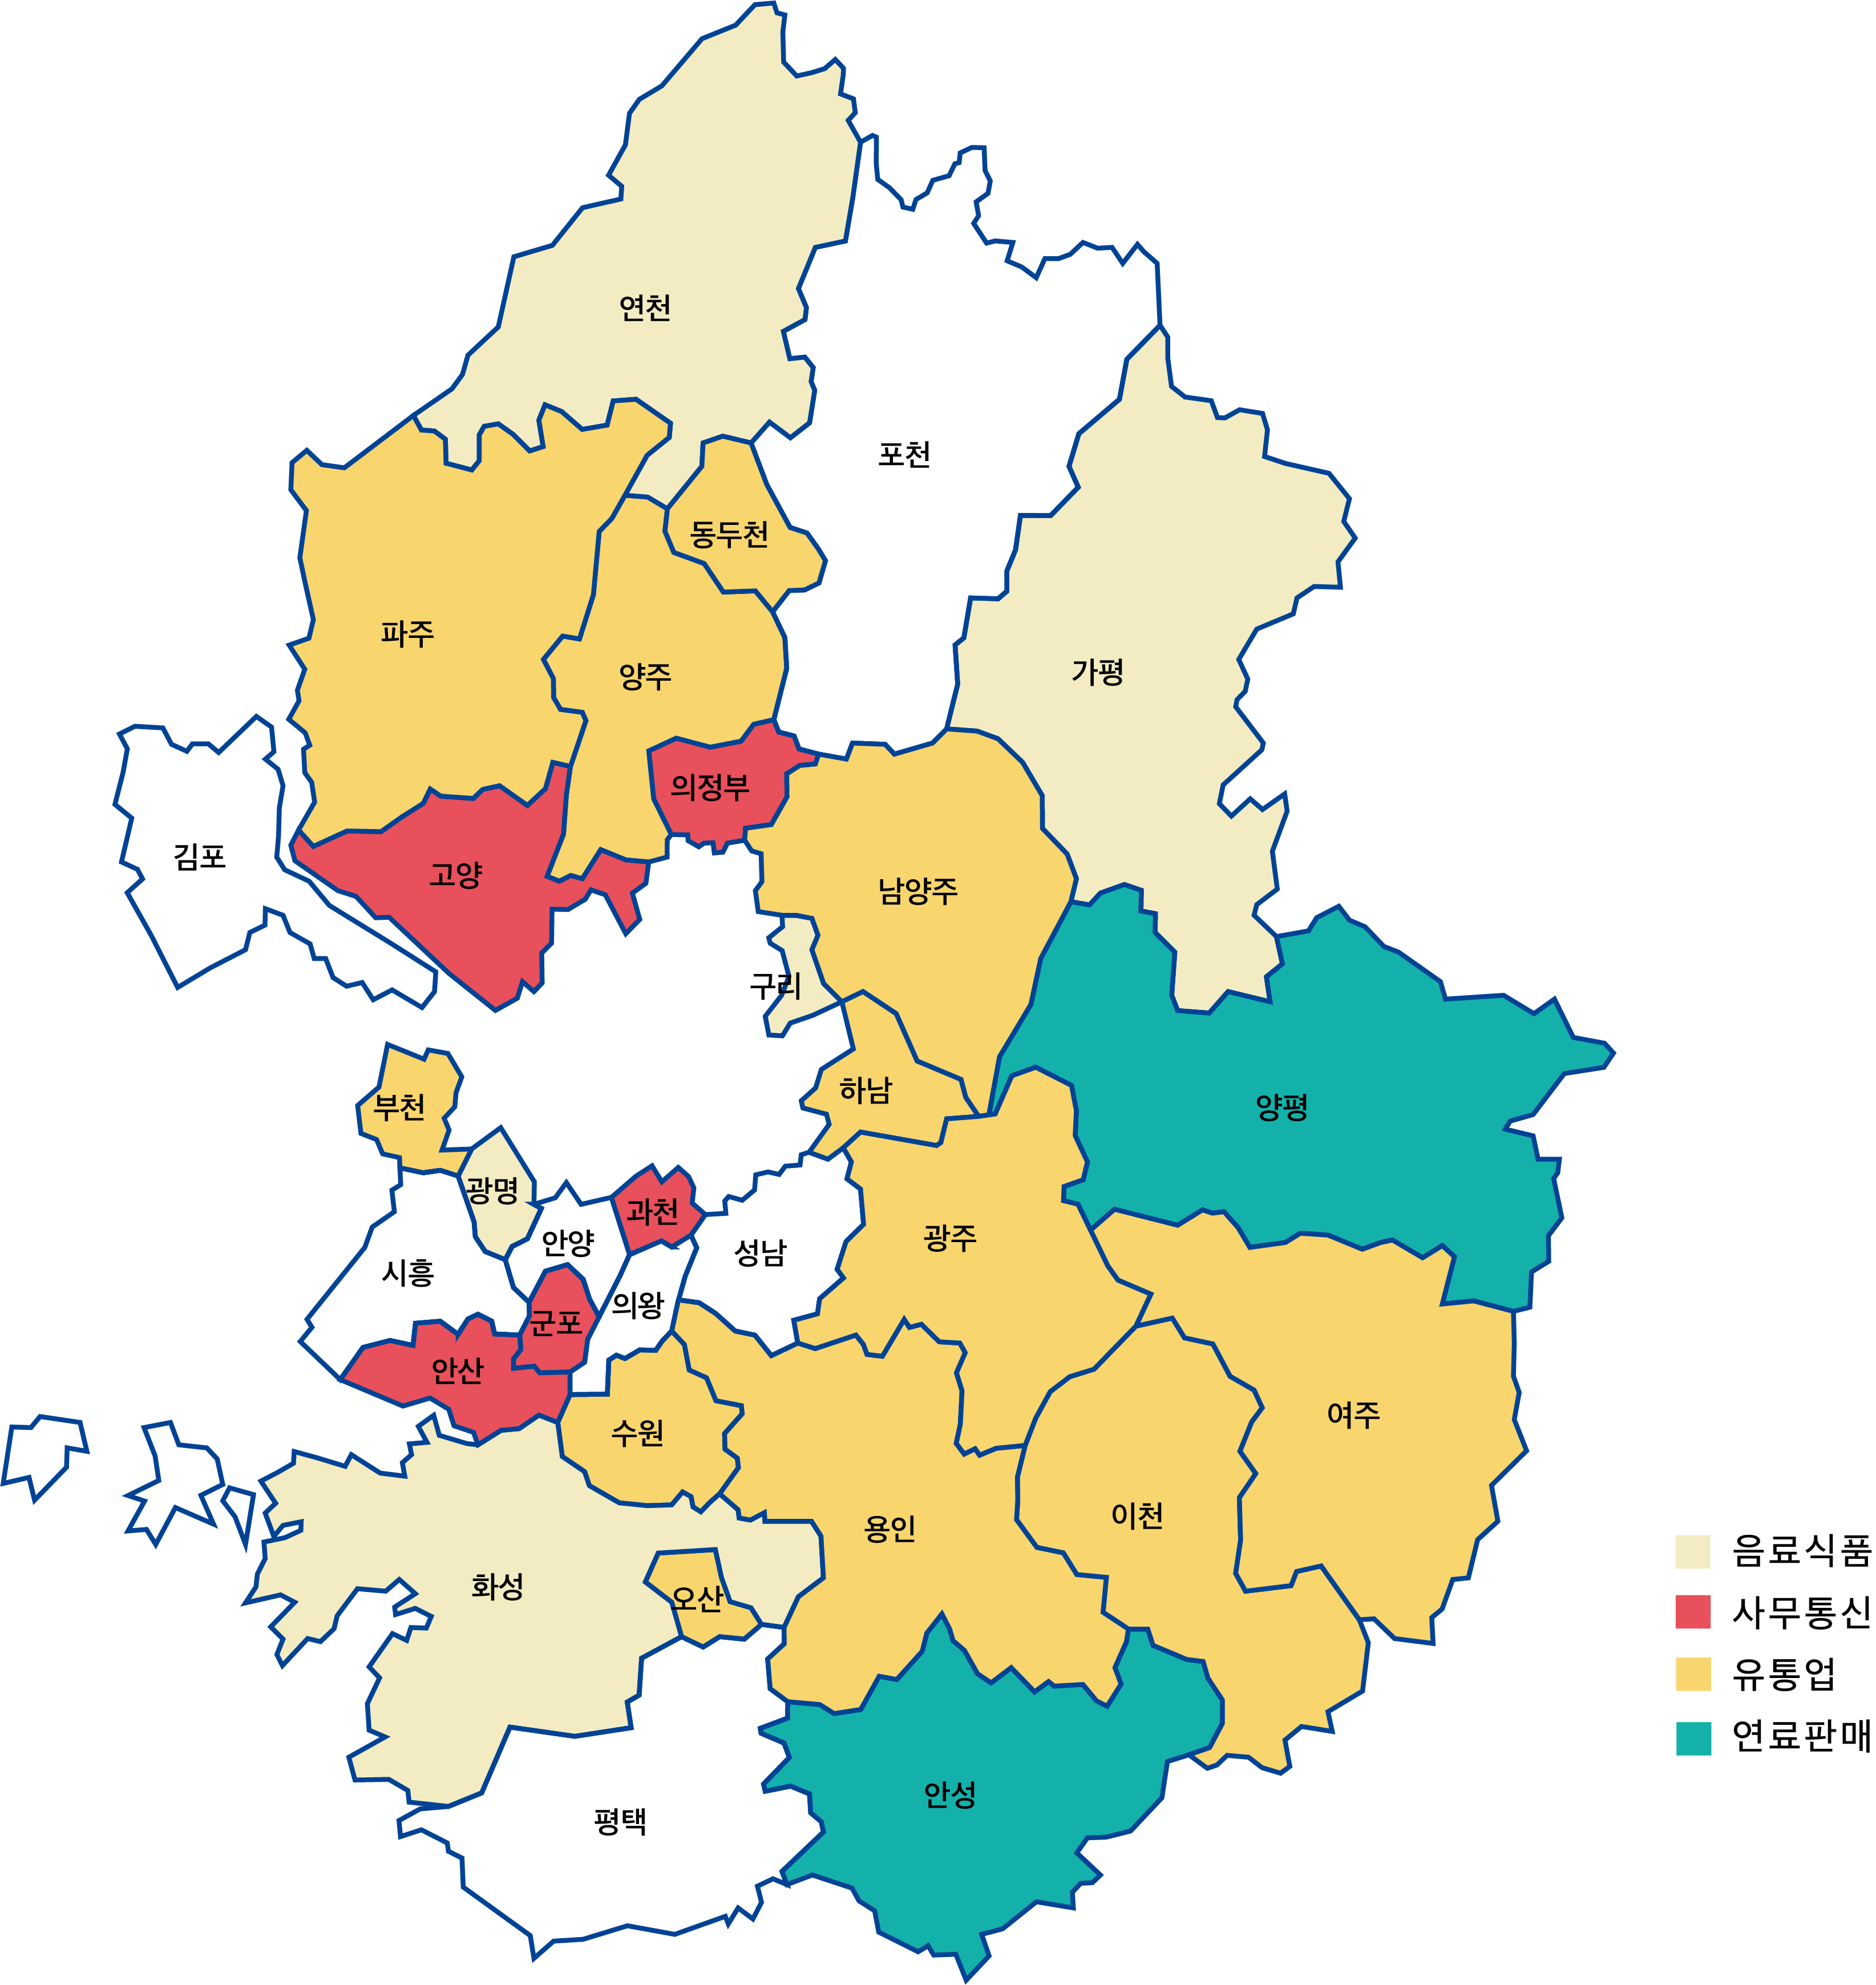 연천
포천
동두천
파주
양주
가평
의정부
김포
고양
남양주
구리
하남
부천
양평
광명
과천
안양
광주
성남
시흥
의왕
군포
안산
여주
수원
이천
용인
화성
오산
안성
평택
음료식품
사무통신
유통업
연료판매